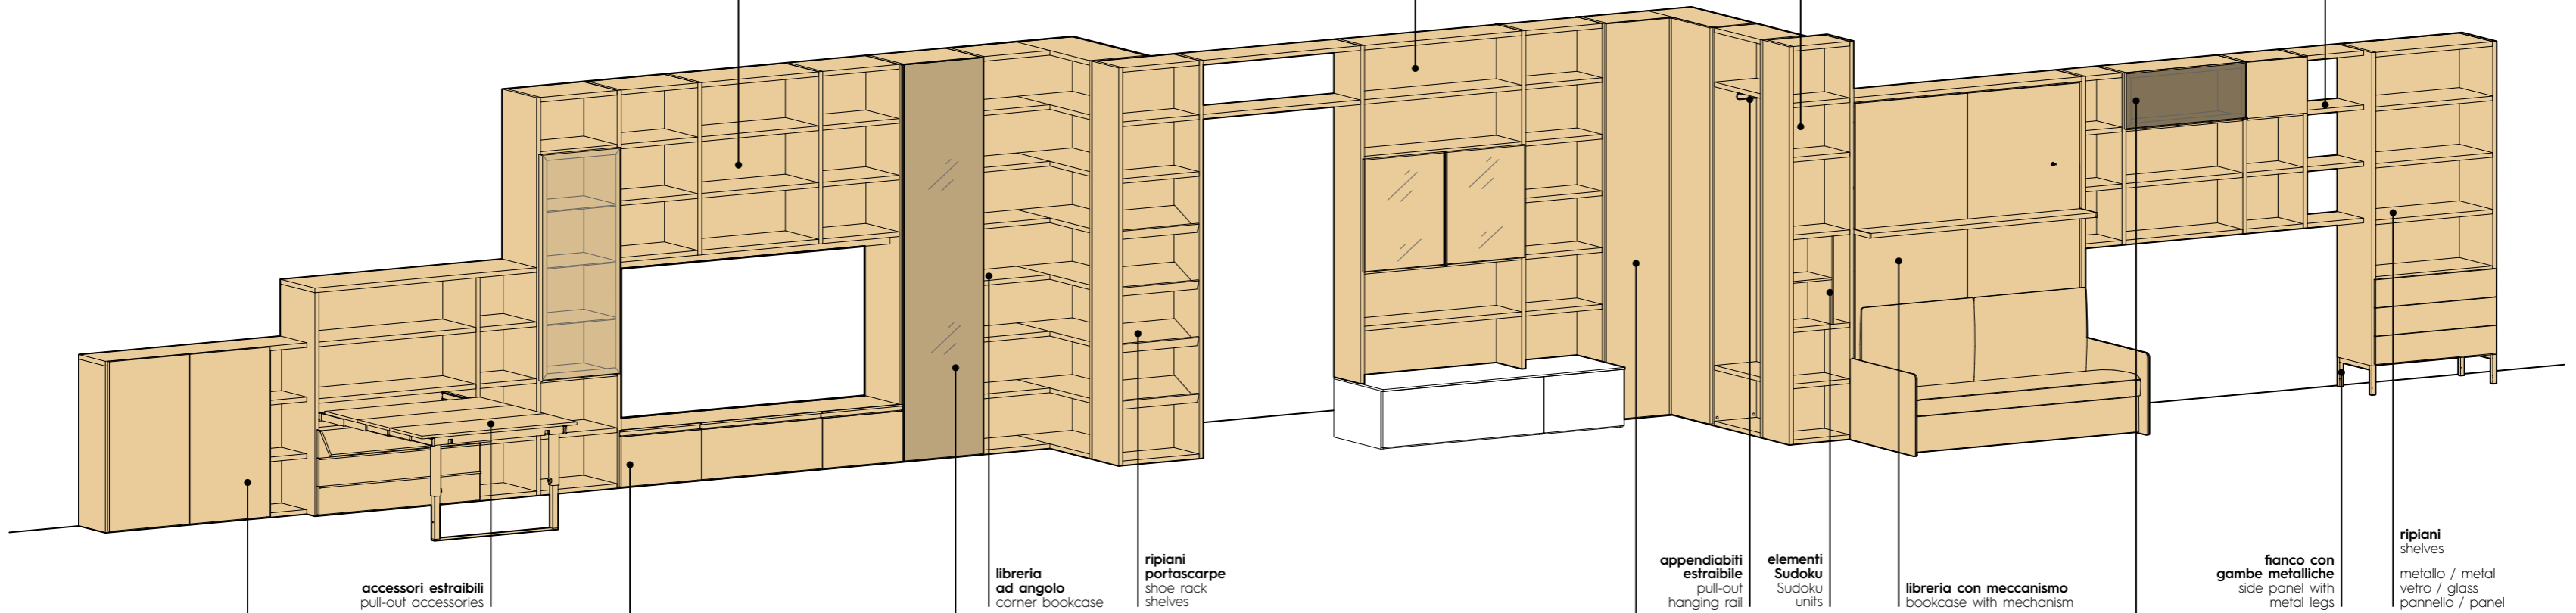 accessori estraibili
pull-out accessories
libreria
ad angolo
corner bookcase
ripiani
portascarpe
shoe rack
shelves
appendiabiti
estraibile
pull-out
hanging rail
elementi
Sudoku
Sudoku
units
libreria con meccanismo
bookcase with mechanism
fianco con
gambe metalliche
side panel with
metal legs
ripiani
shelves
metallo / metal
vetro / glass
pannello / panel